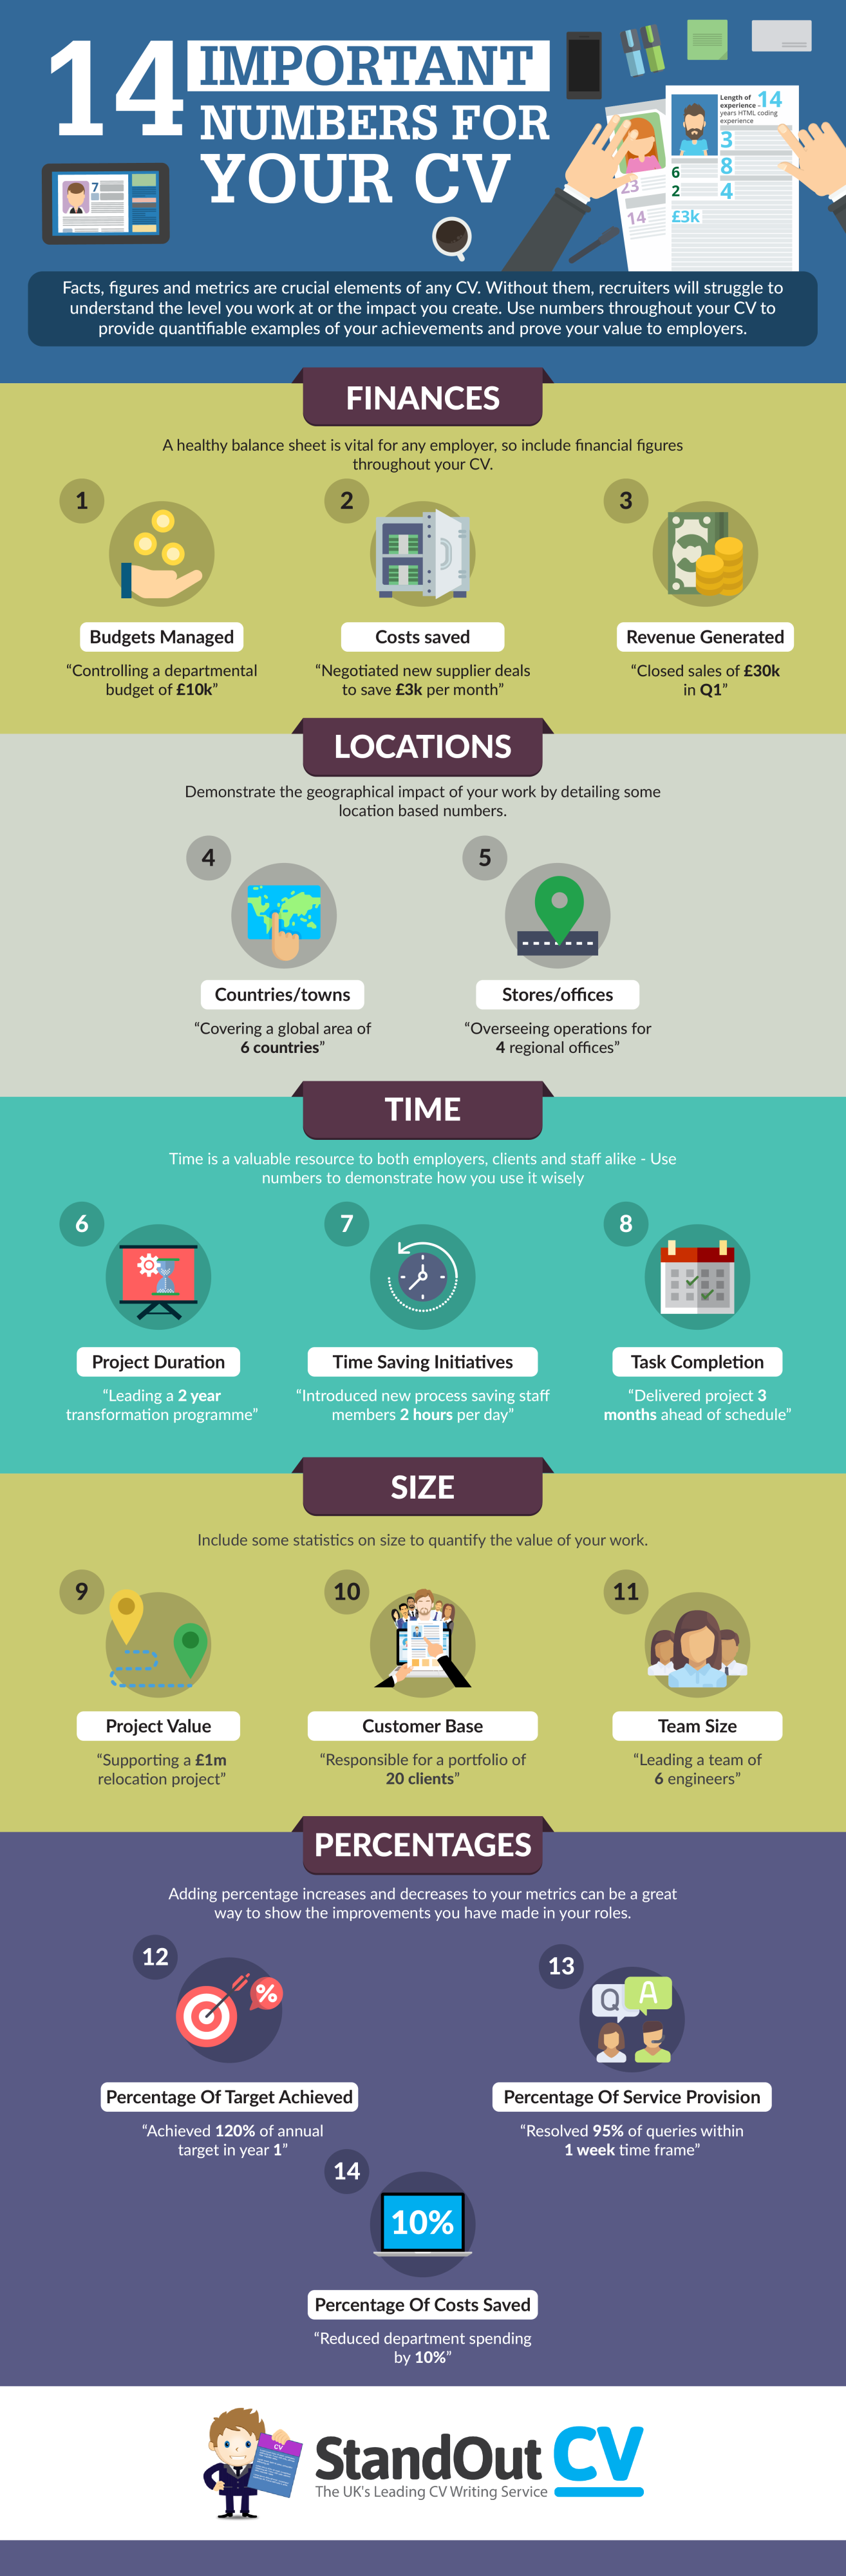 14 IMPORTANT
NUMBERS FOR
YOUR CV
7
Length of
experience - 14
years HTML coding
experience
3
6
8
2
4
£3k
23
14
Facts, figures and metrics are crucial elements of any CV. Without them, recruiters will struggle to
understand the level you work at or the impact you create. Use numbers throughout your CV to
provide quantifiable examples of your achievements and prove your value to employers.
FINANCES
A healthy balance sheet is vital for any employer, so include financial figures
throughout your CV.
1
Budgets Managed
“Controlling a departmental
budget of £10k”
2
Costs saved
“Negotiated new supplier deals
to save £3k per month”
3
Revenue Generated
“Closed sales of £30k
in Q1”
LOCATIONS
Demonstrate the geographical impact of your work by detailing some
location based numbers.
4
Countries/towns
“Covering a global area of
6 countries”
5
Stores/offices
“Overseeing operations for
4 regional offices”
TIME
Time is a valuable resource to both employers, clients and staff alike - Use
numbers to demonstrate how you use it wisely
6
Project Duration
“Leading a 2 year
transformation programme”
7
Time Saving Initiatives
“Introduced new process saving staff
members 2 hours per day”
8
Task Completion
“Delivered project 3
months ahead of schedule”
SIZE
Include some statistics on size to quantify the value of your work.
9
Project Value
“Supporting a £1m
relocation project”
10
Customer Base
“Responsible for a portfolio of
20 clients”
11
Team Size
“Leading a team of
6 engineers”
PERCENTAGES
Adding percentage increases and decreases to your metrics can be a great
way to show the improvements you have made in your roles.
12
%
Percentage Of Target Achieved
“Achieved 120% of annual
target in year 1”
13
Q A
Percentage Of Service Provision
“Resolved 95% of queries within
1 week time frame”
14
10%
Percentage Of Costs Saved
“Reduced department spending
by 10%”
CV
StandOut CV
The UK's Leading CV Writing Service